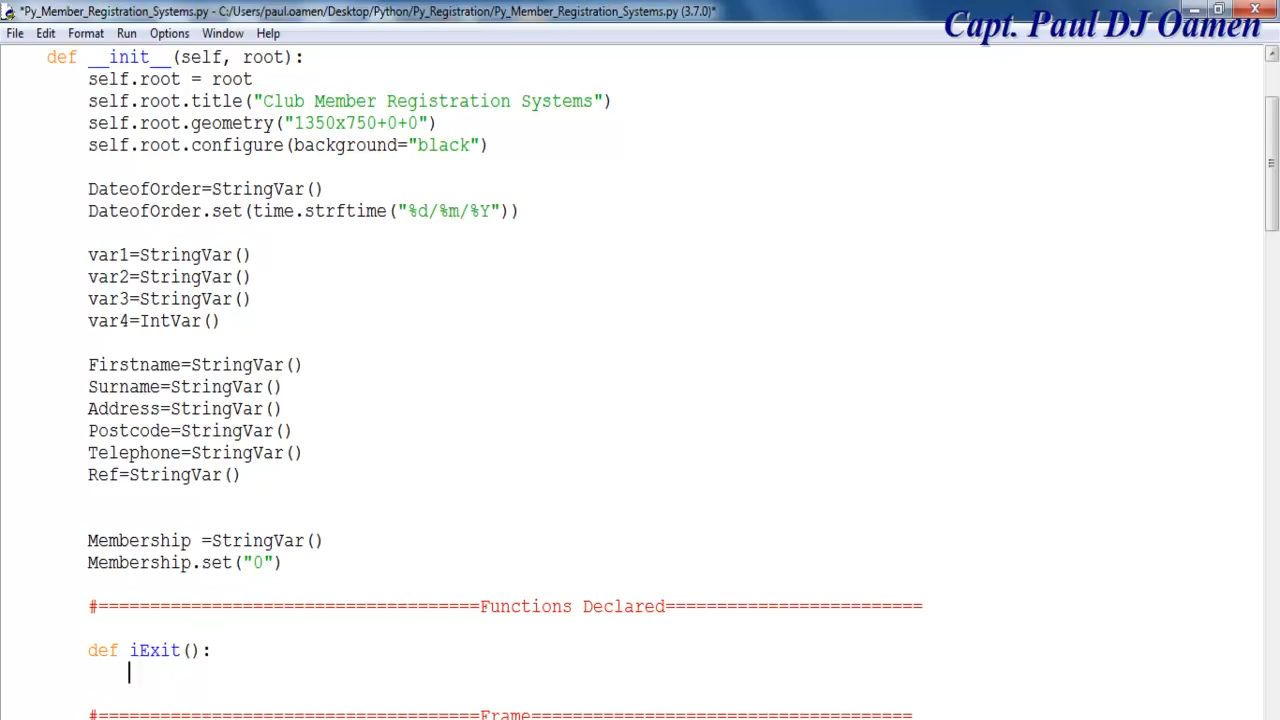 *Py_Member_Registration_Systems.py - C:/Users/paul.oamen/Desktop/Python/Py_Registration/Py_Member_Registration_Systems.py (3.7.0)*
Capt. Paul DJ Oamen
File Edit Format Run Options Window Help
def __init__(self, root):
self.root = root
self.root.title("Club Member Registration Systems")
self.root.geometry("1350x750+0+0")
self.root.configure(background="black")
DateofOrder=StringVar()
DateofOrder.set(time.strftime("%d/%m/%Y"))
var1=StringVar()
var2=StringVar()
var3=StringVar()
var4=IntVar()
Firstname=StringVar()
Surname=StringVar()
Address=StringVar()
Postcode=StringVar()
Telephone=StringVar()
Ref=StringVar()
Membership =StringVar()
Membership.set("0")
#=====================================Functions Declared=========================
def iExit():
#=====================================Frame=====================================